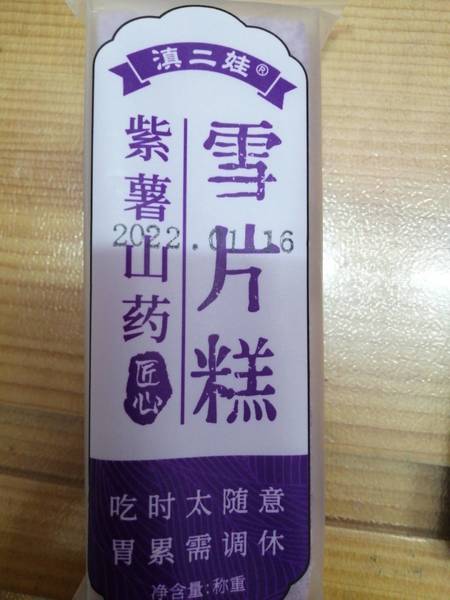 滇二娃®
雪片糕
紫薯山药
匠心
2022.01.16
吃时太随意
胃累需调休
净含量:称重